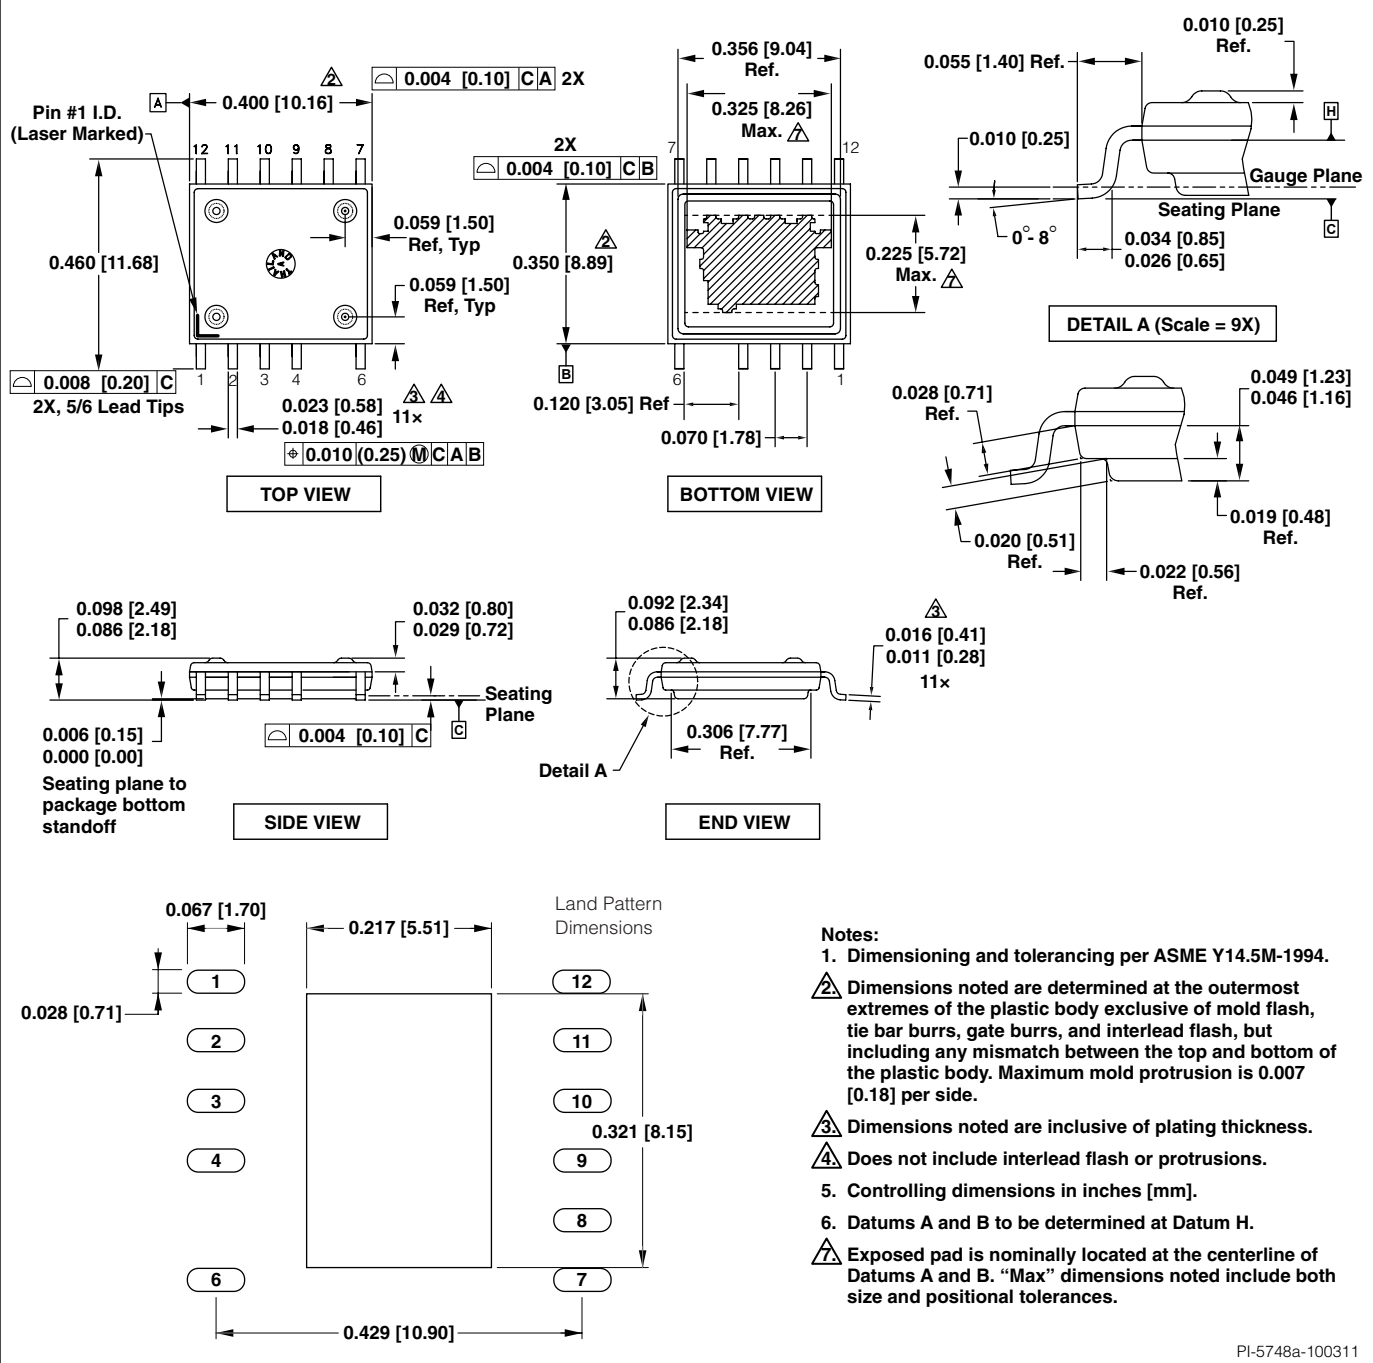 0.010 [0.25]
Ref.
0.356 [9.04]
Ref.
0.055 [1.40] Ref.
2
0.004 [0.10] C A 2X
A
0.400 [10.16]
Pin #1 I.D.
(Laser Marked)
0.325 [8.26]
Max. 7
H
2X
0.004 [0.10] C B
0.010 [0.25]
12 11 10 9 8 7
7 12
Gauge Plane
Seating Plane
C
0.059 [1.50]
Ref, Typ
2
0°- 8°
0.034 [0.85]
0.026 [0.65]
0.460 [11.68]
0.350 [8.89]
0.225 [5.72]
Max. 7
0.059 [1.50]
Ref, Typ
DETAIL A (Scale = 9X)
B
0.008 [0.20] C
2X, 5/6 Lead Tips
1 2 3 4 6
6 1
3 4
0.023 [0.58]
0.018 [0.46]
11×
0.010 (0.25) M C A B
0.120 [3.05] Ref
0.070 [1.78]
0.028 [0.71]
Ref.
0.049 [1.23]
0.046 [1.16]
TOP VIEW
BOTTOM VIEW
0.019 [0.48]
Ref.
0.020 [0.51]
Ref.
0.022 [0.56]
Ref.
0.098 [2.49]
0.086 [2.18]
0.032 [0.80]
0.029 [0.72]
0.092 [2.34]
0.086 [2.18]
3
0.016 [0.41]
0.011 [0.28]
11×
Seating
Plane
C
0.006 [0.15]
0.000 [0.00]
Seating plane to
package bottom
standoff
0.004 [0.10] C
0.306 [7.77]
Ref.
Detail A
SIDE VIEW
END VIEW
0.067 [1.70]
0.217 [5.51]
Land Pattern
Dimensions
0.028 [0.71]
1 12
2 11
3 10
0.321 [8.15]
4 9
8
6 7
0.429 [10.90]
Notes:
1. Dimensioning and tolerancing per ASME Y14.5M-1994.
2. Dimensions noted are determined at the outermost
extremes of the plastic body exclusive of mold flash,
tie bar burrs, gate burrs, and interlead flash, but
including any mismatch between the top and bottom of
the plastic body. Maximum mold protrusion is 0.007
[0.18] per side.
3. Dimensions noted are inclusive of plating thickness.
4. Does not include interlead flash or protrusions.
5. Controlling dimensions in inches [mm].
6. Datums A and B to be determined at Datum H.
7. Exposed pad is nominally located at the centerline of
Datums A and B. “Max” dimensions noted include both
size and positional tolerances.
PI-5748a-100311